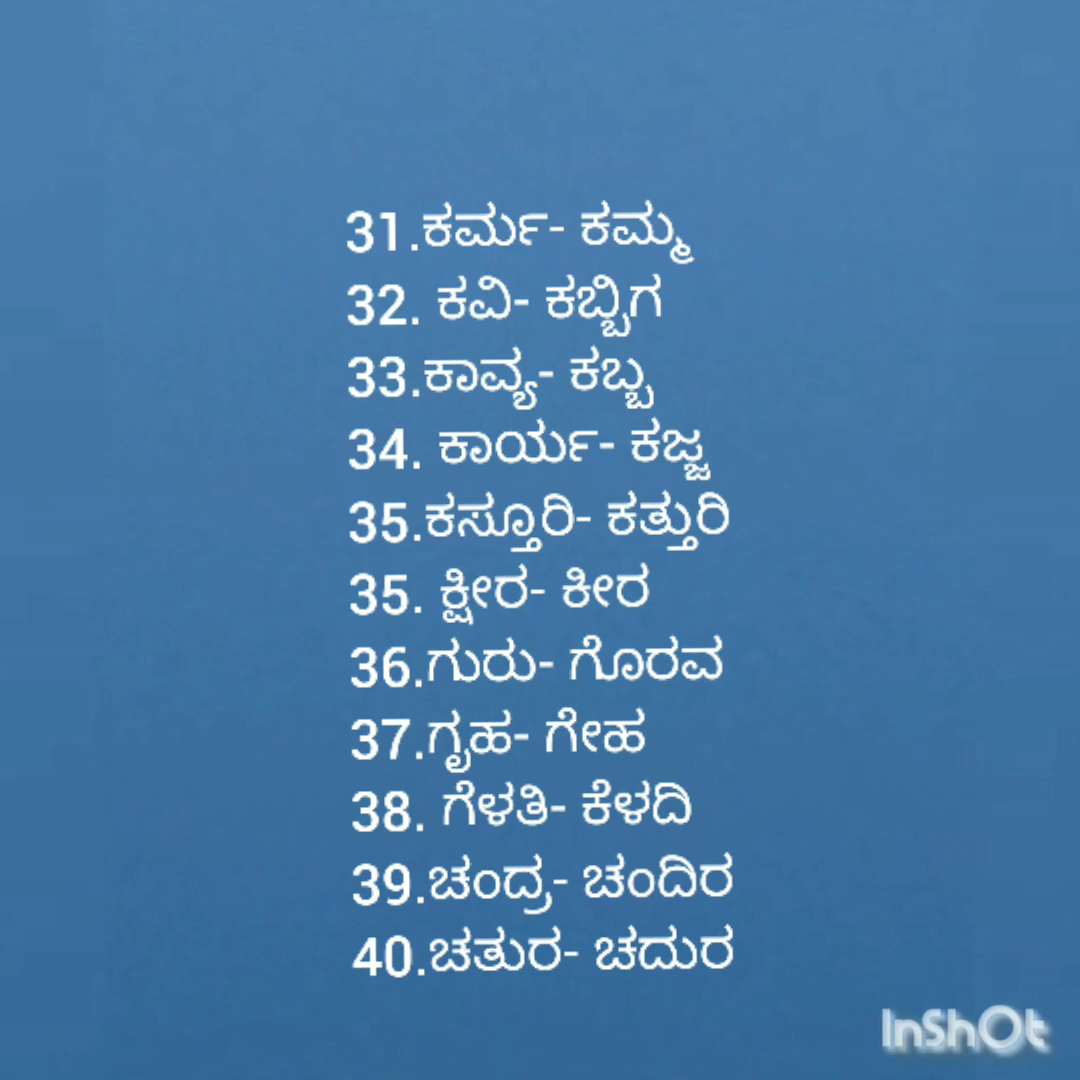 31.ಕರ್ಮ- ಕಮ್ಮ
32. ಕವಿ- ಕಬ್ಬಿಗ
33.ಕಾವ್ಯ- ಕಬ್ಬ
34. ಕಾರ್ಯ- ಕಜ್ಜ
35.ಕಸ್ತೂರಿ- ಕತ್ತುರಿ
35. ಕ್ಷೀರ- ಕೀರ
36.ಗುರು- ಗೊರವ
37.ಗೃಹ- ಗೇಹ
38. ಗೆಳತಿ- ಕೆಳದಿ
39.ಚಂದ್ರ- ಚಂದಿರ
40.ಚತುರ- ಚದುರ
InShOt